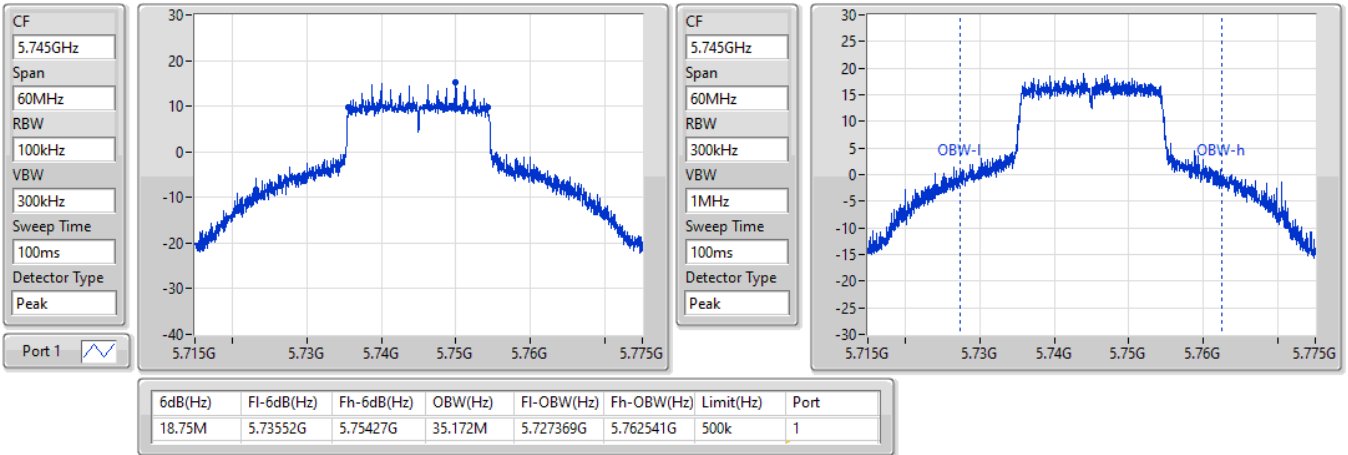 CF
5.745GHz
Span
60MHz
RBW
100kHz
VBW
300kHz
Sweep Time
100ms
Detector Type
Peak
Port 1
30
20
10
0
-10
-20
-30
-40
5.715G 5.73G 5.74G 5.75G 5.76G 5.775G
CF
5.745GHz
Span
60MHz
RBW
300kHz
VBW
1MHz
Sweep Time
100ms
Detector Type
Peak
30
25
20
15
10
5
0
-5
-10
-15
-20
-25
-30
OBW-l OBW-h
5.715G 5.73G 5.74G 5.75G 5.76G 5.775G
6dB(Hz) Fl-6dB(Hz) Fh-6dB(Hz) OBW(Hz) Fl-OBW(Hz) Fh-OBW(Hz) Limit(Hz) Port
18.75M 5.73552G 5.75427G 35.172M 5.727369G 5.762541G 500k 1